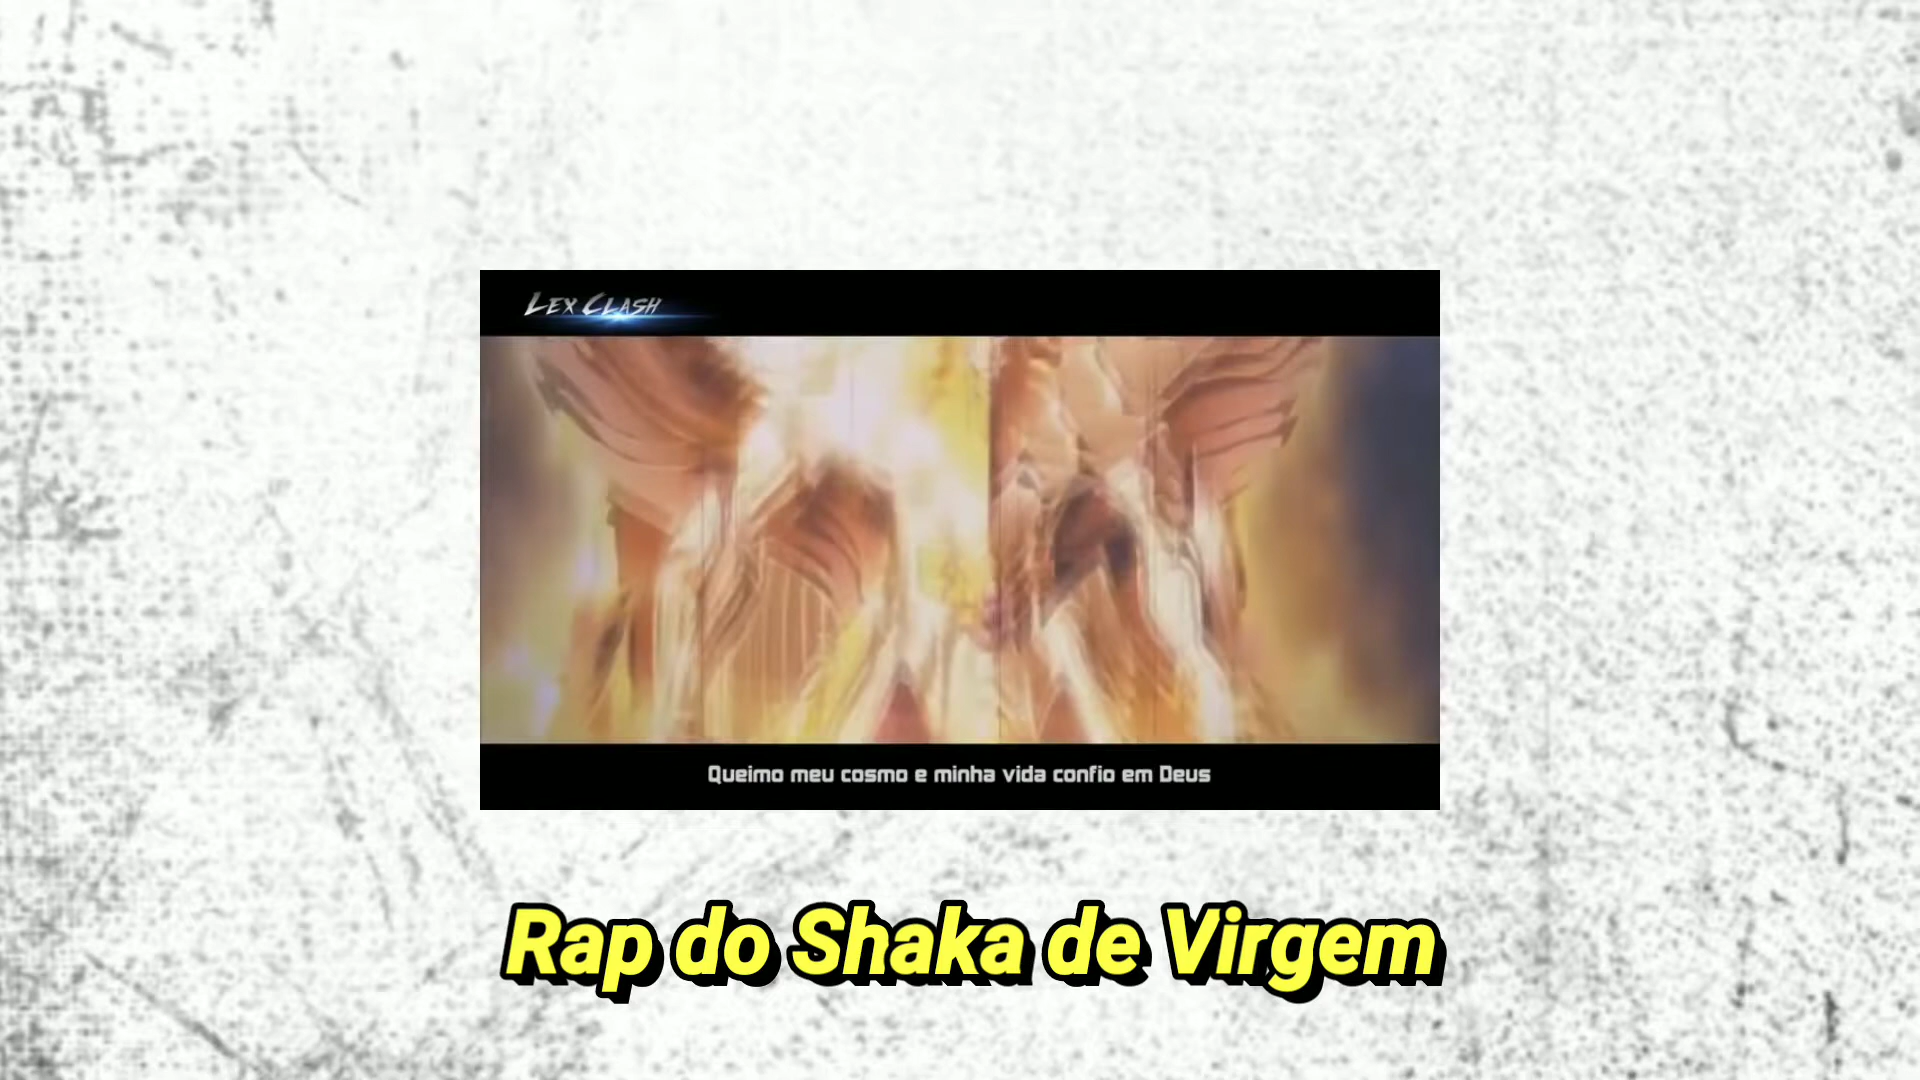 LEX CLASH
Queimo meu cosmo e minha vida confio em Deus
Rap do Shaka de Virgem